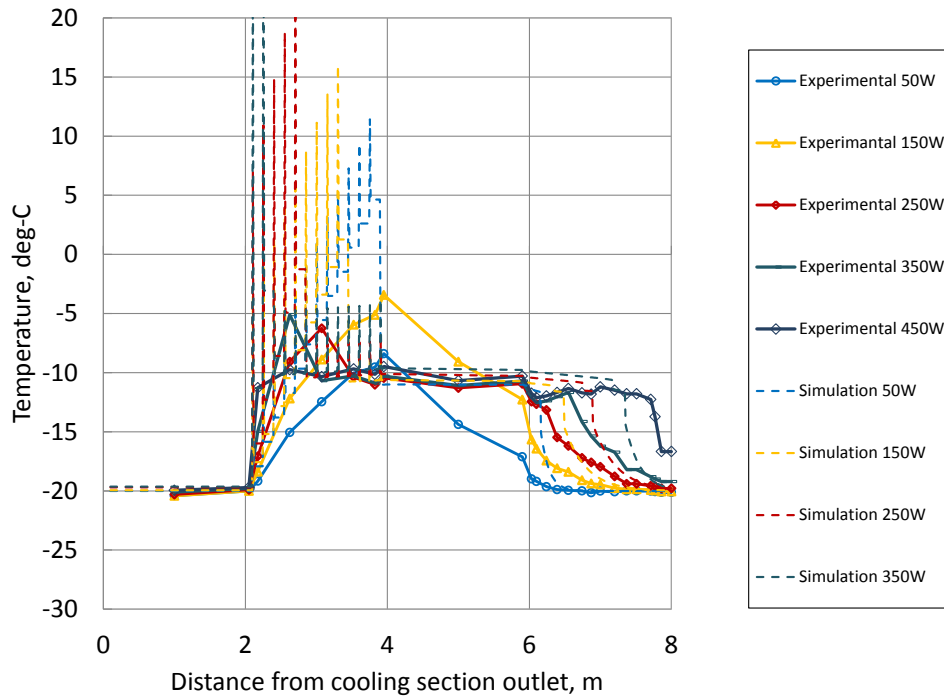 20
15
10
5
0
-5
-10
-15
-20
-25
-30
Temperature, deg-C
0 2 4 6 8
Distance from cooling section outlet, m
Experimental 50W
Experimantal 150W
Experimental 250W
Experimental 350W
Experimental 450W
Simulation 50W
Simulation 150W
Simulation 250W
Simulation 350W